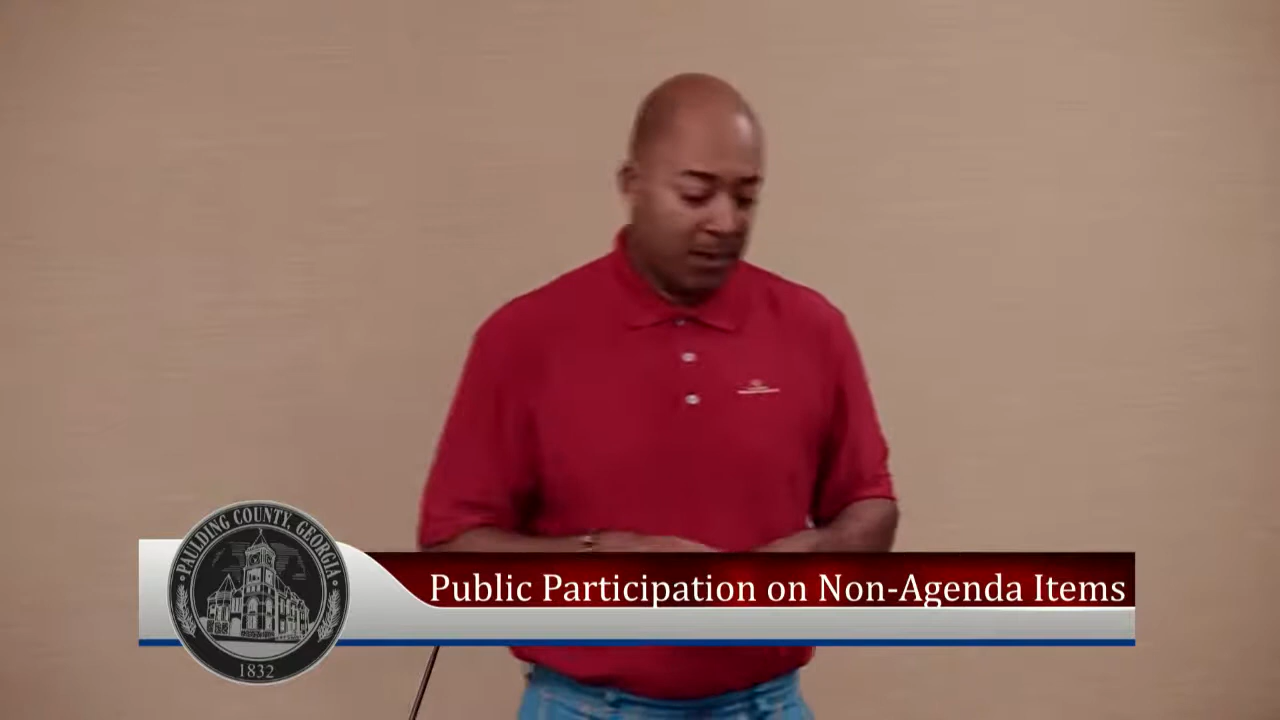 PAULDING COUNTY, GEORGIA
Public Participation on Non-Agenda Items
1832